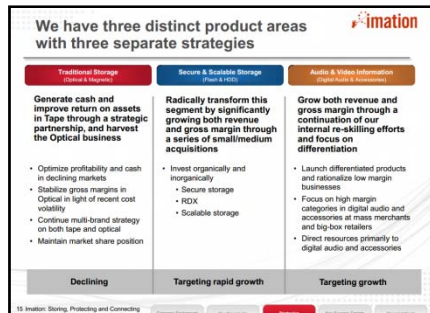 We have three distinct product areas
with three separate strategies
imation
Traditional Storage
(Optical & Magnetic)
Generate cash and
improve return on assets
in Tape through a strategic
partnership, and harvest
the Optical business
• Optimize profitability and cash
in declining markets
• Stabilize gross margins in
Optical in light of recent cost
volatility
• Continue multi-brand strategy
on both tape and optical
• Maintain market share position
Declining
Secure & Scalable Storage
(Flash & HDD)
Radically transform this
segment by significantly
growing both revenue
and gross margin through
a series of small/medium
acquisitions
• Invest organically and
inorganically
• Secure storage
• RDX
• Scalable storage
Targeting rapid growth
Audio & Video Information
(Digital Audio & Accessories)
Grow both revenue and
gross margin through a
continuation of our
internal re-skilling efforts
and focus on
differentiation
• Launch differentiated products
and rationalize low margin
businesses
• Focus on high margin
categories in digital audio and
accessories at mass merchants
and big-box retailers
• Direct resources primarily to
digital audio and accessories
Targeting growth
15 Imation: Storing, Protecting and Connecting